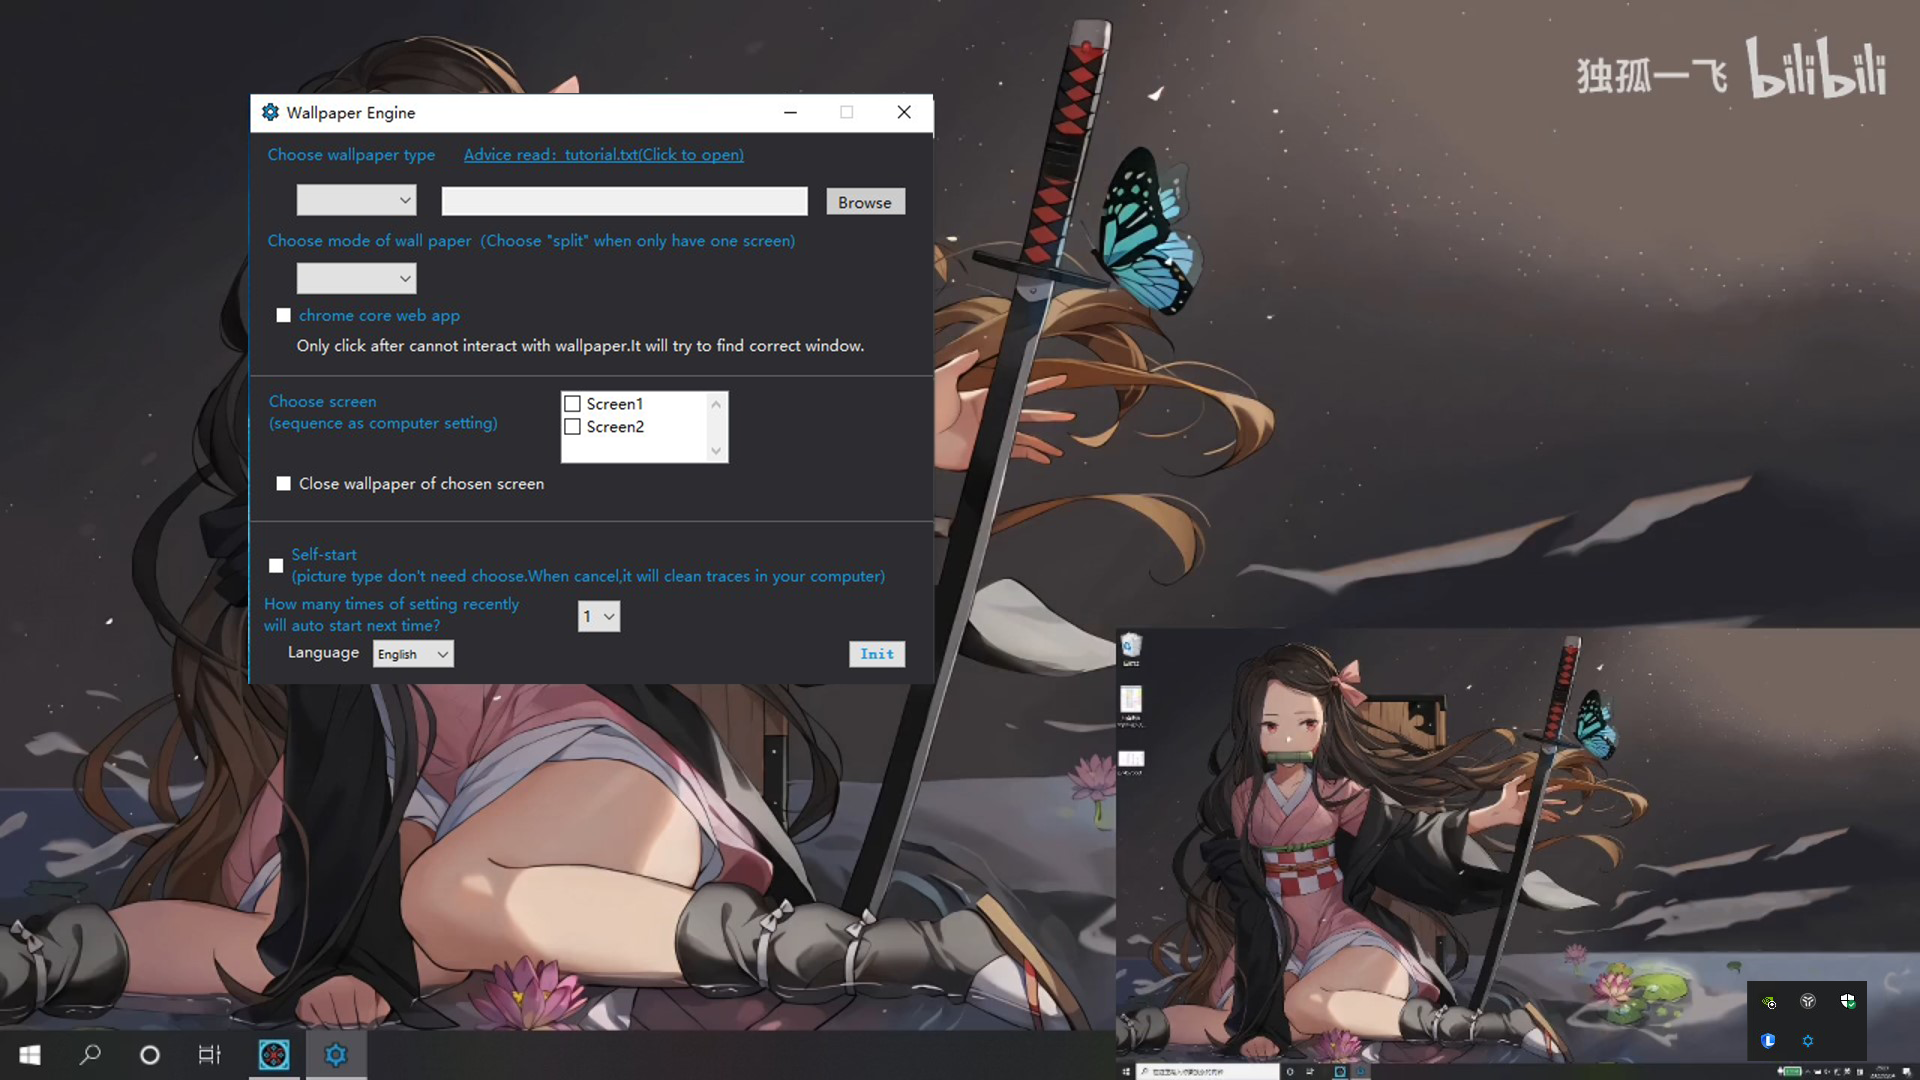 独孤一飞 bilibili
Wallpaper Engine
Choose wallpaper type
Advice read：tutorial.txt(Click to open)
Browse
Choose mode of wall paper (Choose "split" when only have one screen)
chrome core web app
Only click after cannot interact with wallpaper.It will try to find correct window.
Choose screen
(sequence as computer setting)
Screen1
Screen2
Close wallpaper of chosen screen
Self-start
(picture type don't need choose.When cancel,it will clean traces in your computer)
How many times of setting recently
will auto start next time?
1
Language
English
Init